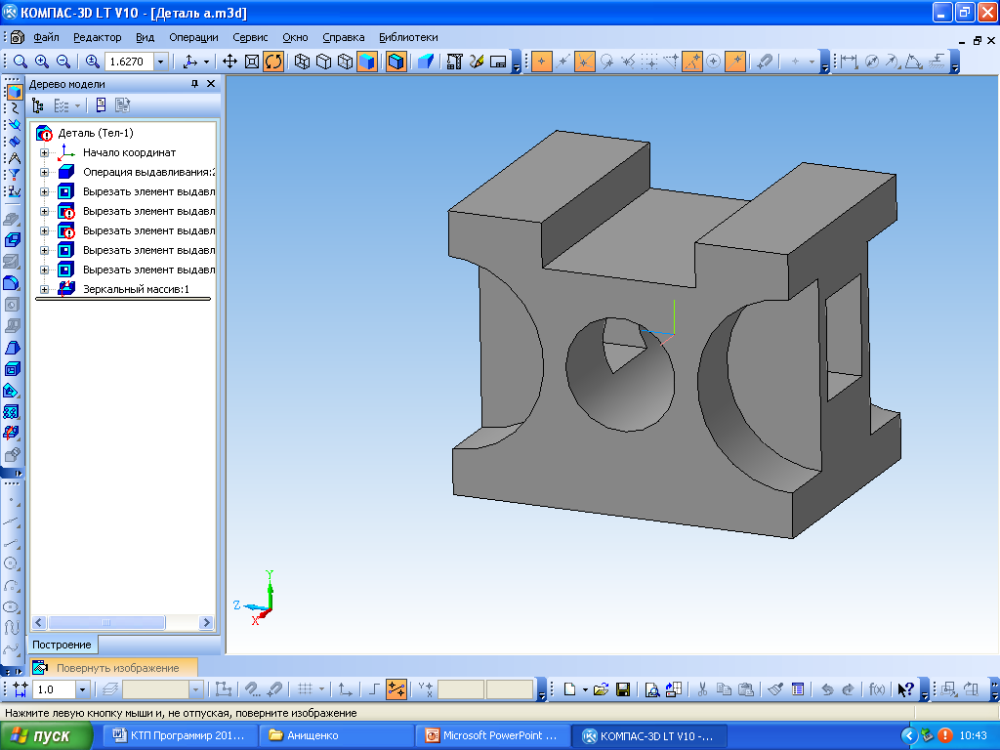 КОМПАС-3D LT V10 - [Деталь a.m3d]
Файл Редактор Вид Операции Сервис Окно Справка Библиотеки
1.6270
Дерево модели
Деталь (Тел-1)
Начало координат
Операция выдавливания:2
Вырезать элемент выдавл
Вырезать элемент выдавл
Вырезать элемент выдавл
Вырезать элемент выдавл
Вырезать элемент выдавл
Зеркальный массив:1
Y
Z
X
Построение
Повернуть изображение
1.0
f(x)
Нажмите левую кнопку мыши и, не отпуская, поверните изображение
пуск КТП Программир 201... Анищенко Microsoft PowerPoint ... КОМПАС-3D LT V10 -... 10:43